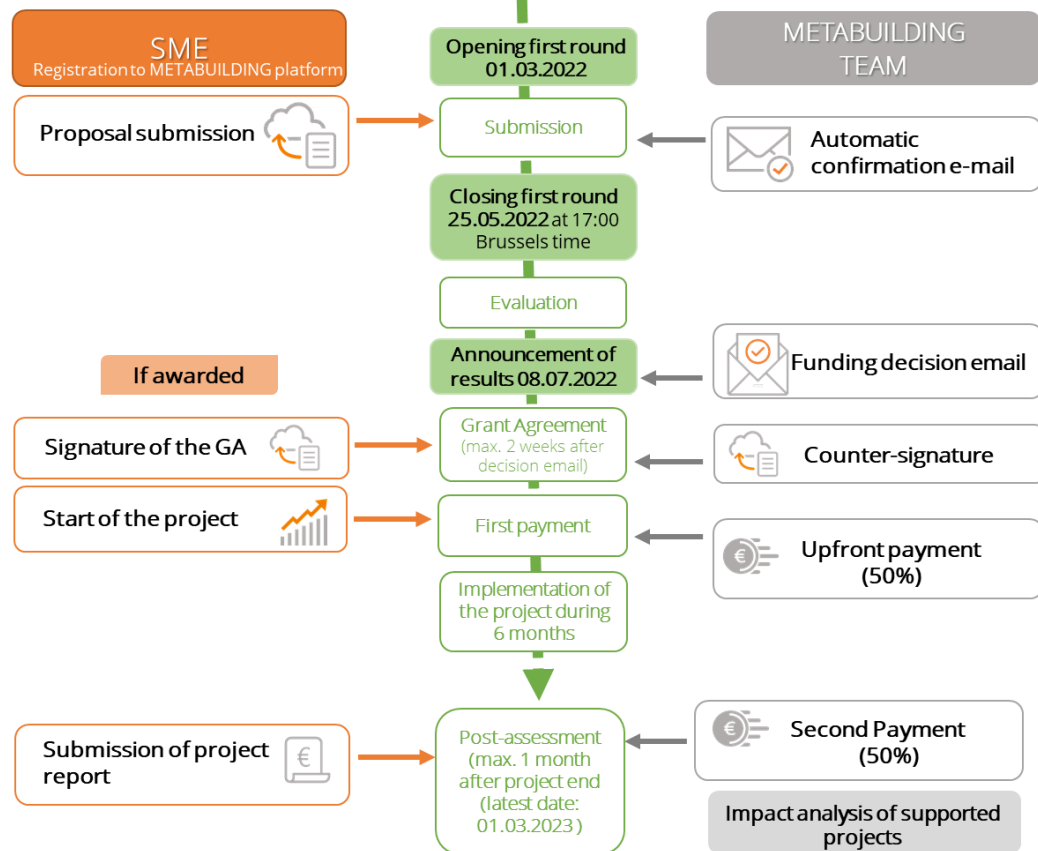 SME
Registration to METABUILDING platform
Opening first round
01.03.2022
METABUILDING
TEAM
Proposal submission
Submission
Automatic
confirmation e-mail
Closing first round
25.05.2022 at 17:00
Brussels time
Evaluation
If awarded
Announcement of
results 08.07.2022
Funding decision email
Signature of the GA
Grant Agreement
(max. 2 weeks after
decision email)
Counter-signature
Start of the project
First payment
€
Upfront payment
(50%)
Implementation of
the project during
6 months
Submission of project
report
€
Post-assessment
(max. 1 month
after project end
(latest date:
01.03.2023 )
€
Second Payment
(50%)
Impact analysis of supported
projects